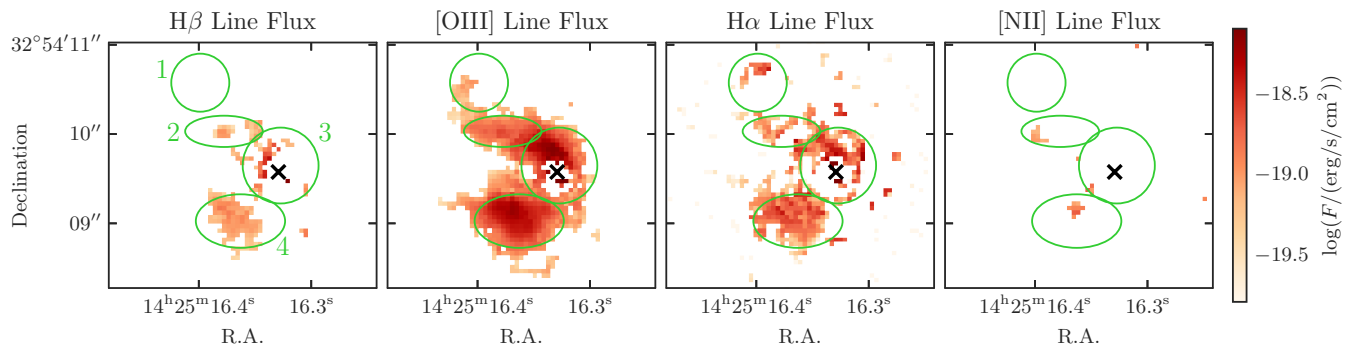 Hβ Line Flux
[OIII] Line Flux
Hα Line Flux
[NII] Line Flux
32°54′11″
10″
09″
Declination
1
2
3
4
14ʰ25ᵐ16.4ˢ 16.3ˢ
14ʰ25ᵐ16.4ˢ 16.3ˢ
14ʰ25ᵐ16.4ˢ 16.3ˢ
14ʰ25ᵐ16.4ˢ 16.3ˢ
R.A.
R.A.
R.A.
R.A.
−18.5
−19.0
−19.5
log(F/(erg/s/cm²)